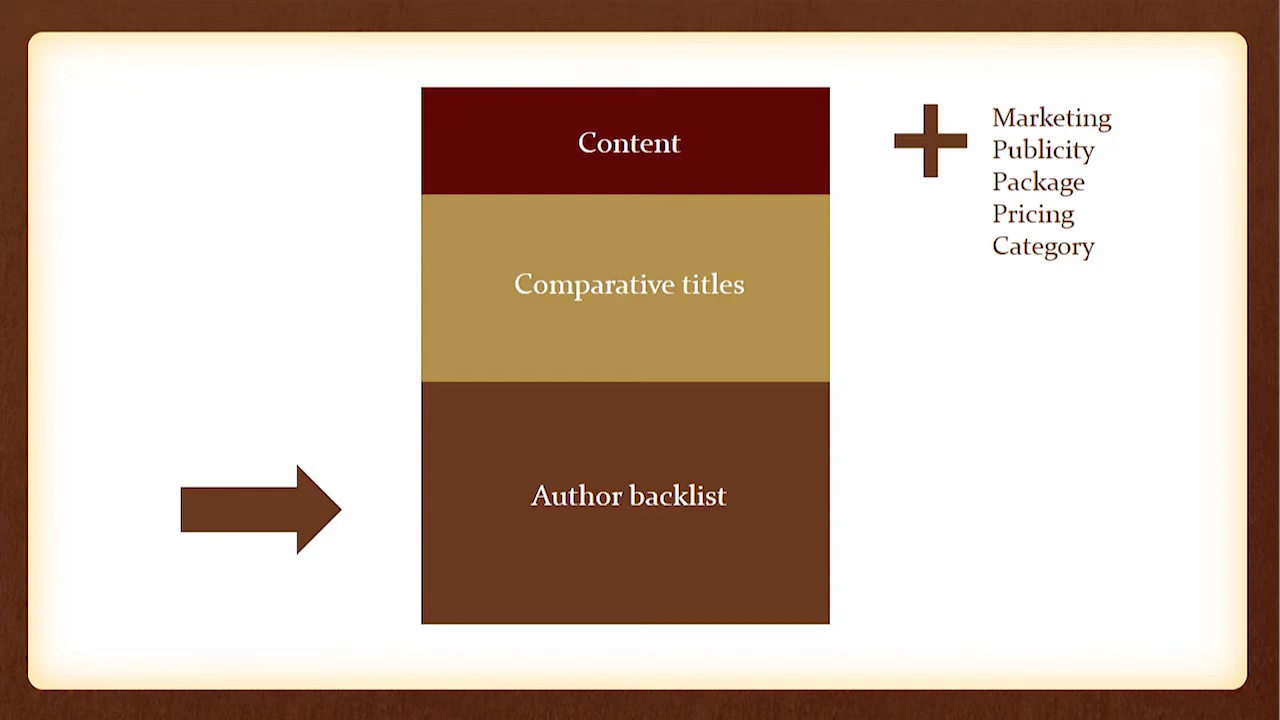 Content
Comparative titles
Author backlist
Marketing
Publicity
Package
Pricing
Category